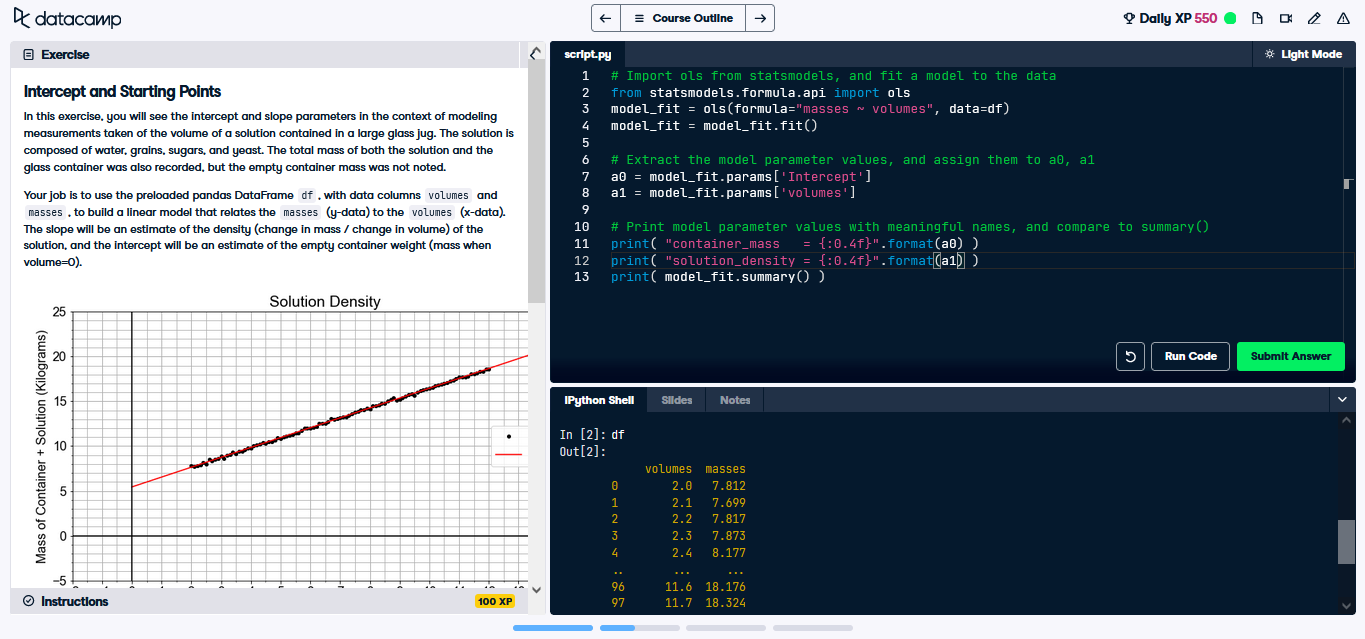 datacamp
Course Outline
Daily XP 550
Exercise
Intercept and Starting Points
In this exercise, you will see the intercept and slope parameters in the context of modeling
measurements taken of the volume of a solution contained in a large glass jug. The solution is
composed of water, grains, sugars, and yeast. The total mass of both the solution and the
glass container was also recorded, but the empty container mass was not noted.
Your job is to use the preloaded pandas DataFrame df , with data columns volumes and
masses , to build a linear model that relates the masses (y-data) to the volumes (x-data).
The slope will be an estimate of the density (change in mass / change in volume) of the
solution, and the intercept will be an estimate of the empty container weight (mass when
volume=0).
Solution Density
Mass of Container + Solution (Kilograms)
25
20
15
10
5
0
−5
Instructions
100 XP
script.py
Light Mode
1 # Import ols from statsmodels, and fit a model to the data
2 from statsmodels.formula.api import ols
3 model_fit = ols(formula="masses ~ volumes", data=df)
4 model_fit = model_fit.fit()
5
6 # Extract the model parameter values, and assign them to a0, a1
7 a0 = model_fit.params['Intercept']
8 a1 = model_fit.params['volumes']
9
10 # Print model parameter values with meaningful names, and compare to summary()
11 print( "container_mass   = {:0.4f}".format(a0) )
12 print( "solution_density = {:0.4f}".format(a1) )
13 print( model_fit.summary() )
Run Code
Submit Answer
IPython Shell
Slides
Notes
In [2]: df
Out[2]:
volumes masses
0 2.0 7.812
1 2.1 7.699
2 2.2 7.817
3 2.3 7.873
4 2.4 8.177
.. ... ...
96 11.6 18.176
97 11.7 18.324